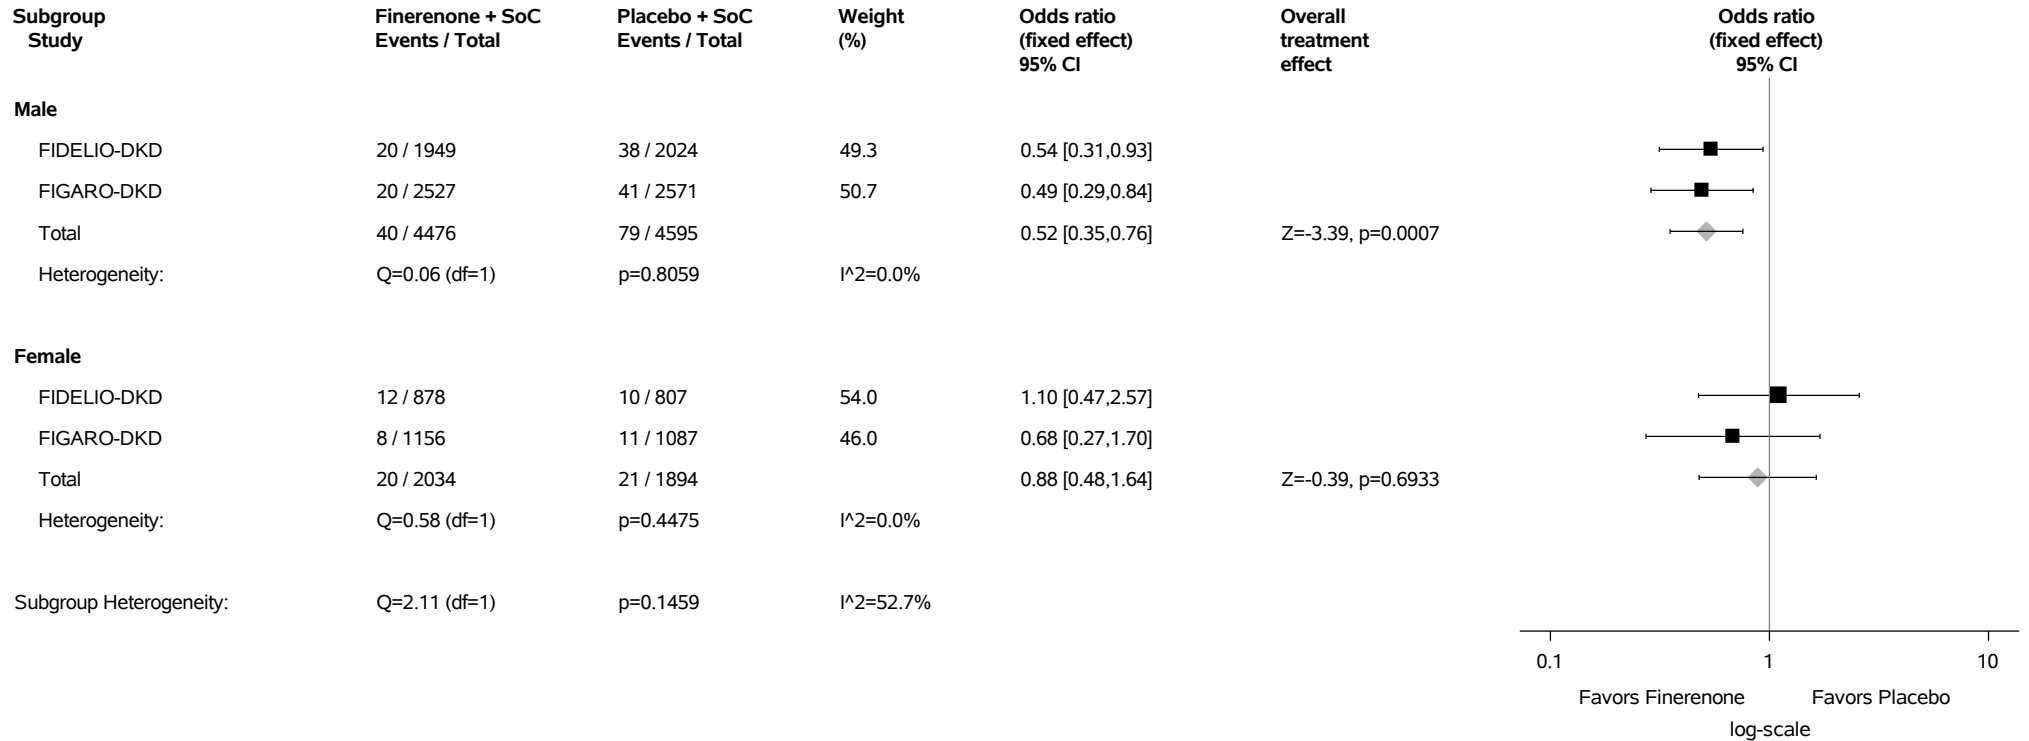 Subgroup Finerenone + SoC Placebo + SoC Weight Odds ratio Overall Odds ratio
Study Events / Total Events / Total (%) (fixed effect) treatment (fixed effect)
95% CI effect 95% CI
Male
FIDELIO-DKD 20 / 1949 38 / 2024 49.3 0.54 [0.31,0.93]
FIGARO-DKD 20 / 2527 41 / 2571 50.7 0.49 [0.29,0.84]
Total 40 / 4476 79 / 4595 0.52 [0.35,0.76] Z=-3.39, p=0.0007
Heterogeneity: Q=0.06 (df=1) p=0.8059 I^2=0.0%
Female
FIDELIO-DKD 12 / 878 10 / 807 54.0 1.10 [0.47,2.57]
FIGARO-DKD 8 / 1156 11 / 1087 46.0 0.68 [0.27,1.70]
Total 20 / 2034 21 / 1894 0.88 [0.48,1.64] Z=-0.39, p=0.6933
Heterogeneity: Q=0.58 (df=1) p=0.4475 I^2=0.0%
Subgroup Heterogeneity: Q=2.11 (df=1) p=0.1459 I^2=52.7%
0.1 1 10
Favors Finerenone Favors Placebo
log-scale